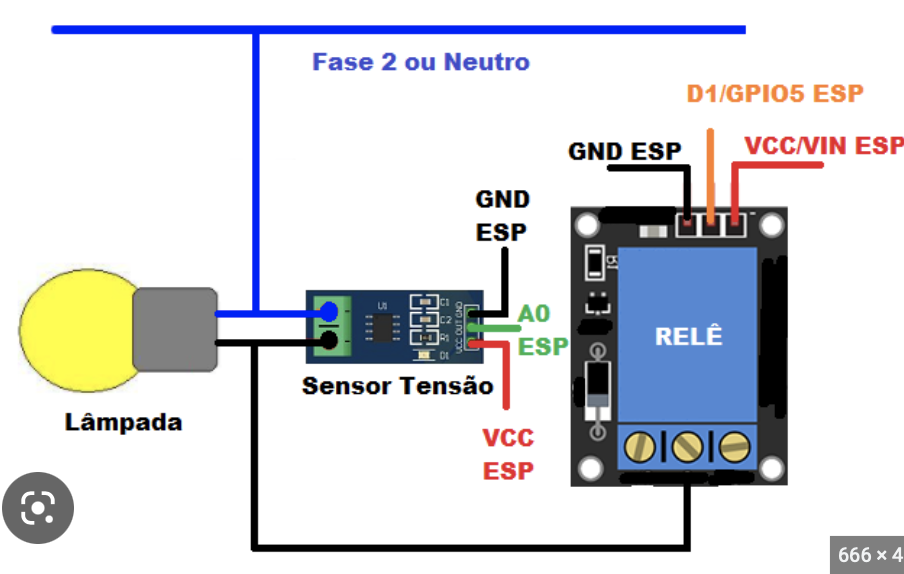 Fase 2 ou Neutro
D1/GPIO5 ESP
GND ESP
VCC/VIN ESP
GND
ESP
U1
C1
C2
R1
D1
GND
OUT
VCC
A0
ESP
R1
RELÊ
Sensor Tensão
Lâmpada
VCC
ESP
666 × 4